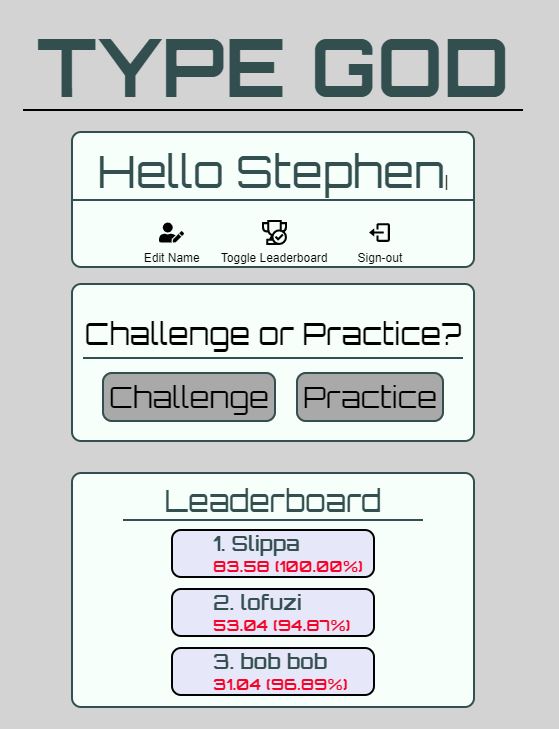 TYPE GOD
Hello Stephen|
Edit Name Toggle Leaderboard Sign-out
Challenge or Practice?
Challenge Practice
Leaderboard
1. Slippa
83.58 (100.00%)
2. lofuzi
53.04 (94.87%)
3. bob bob
31.04 (96.89%)